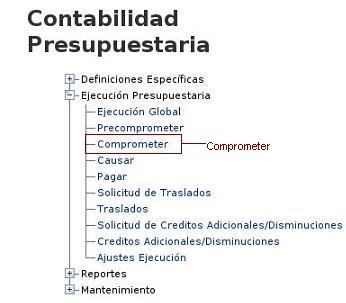 Contabilidad
Presupuestaria
Definiciones Específicas
Ejecución Presupuestaria
Ejecución Global
Precomprometer
Comprometer Comprometer
Causar
Pagar
Solicitud de Traslados
Traslados
Solicitud de Creditos Adicionales/Disminuciones
Creditos Adicionales/Disminuciones
Ajustes Ejecución
Reportes
Mantenimiento